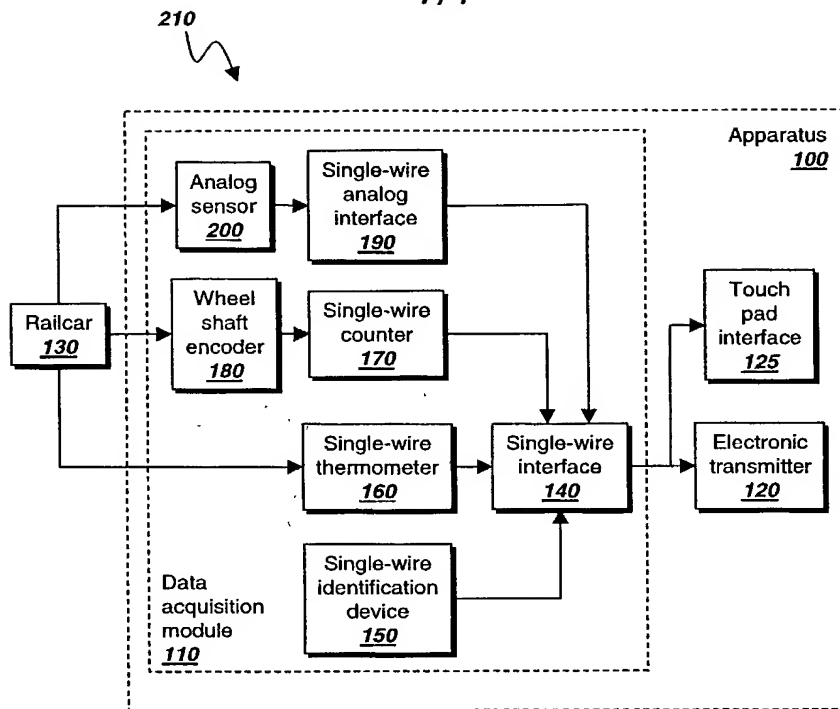 210
Apparatus
100
Analog
sensor
200
Single-wire
analog
interface
190
Railcar
130
Wheel
shaft
encoder
180
Single-wire
counter
170
Touch
pad
interface
125
Single-wire
thermometer
160
Single-wire
interface
140
Electronic
transmitter
120
Single-wire
identification
device
150
Data
acquisition
module
110